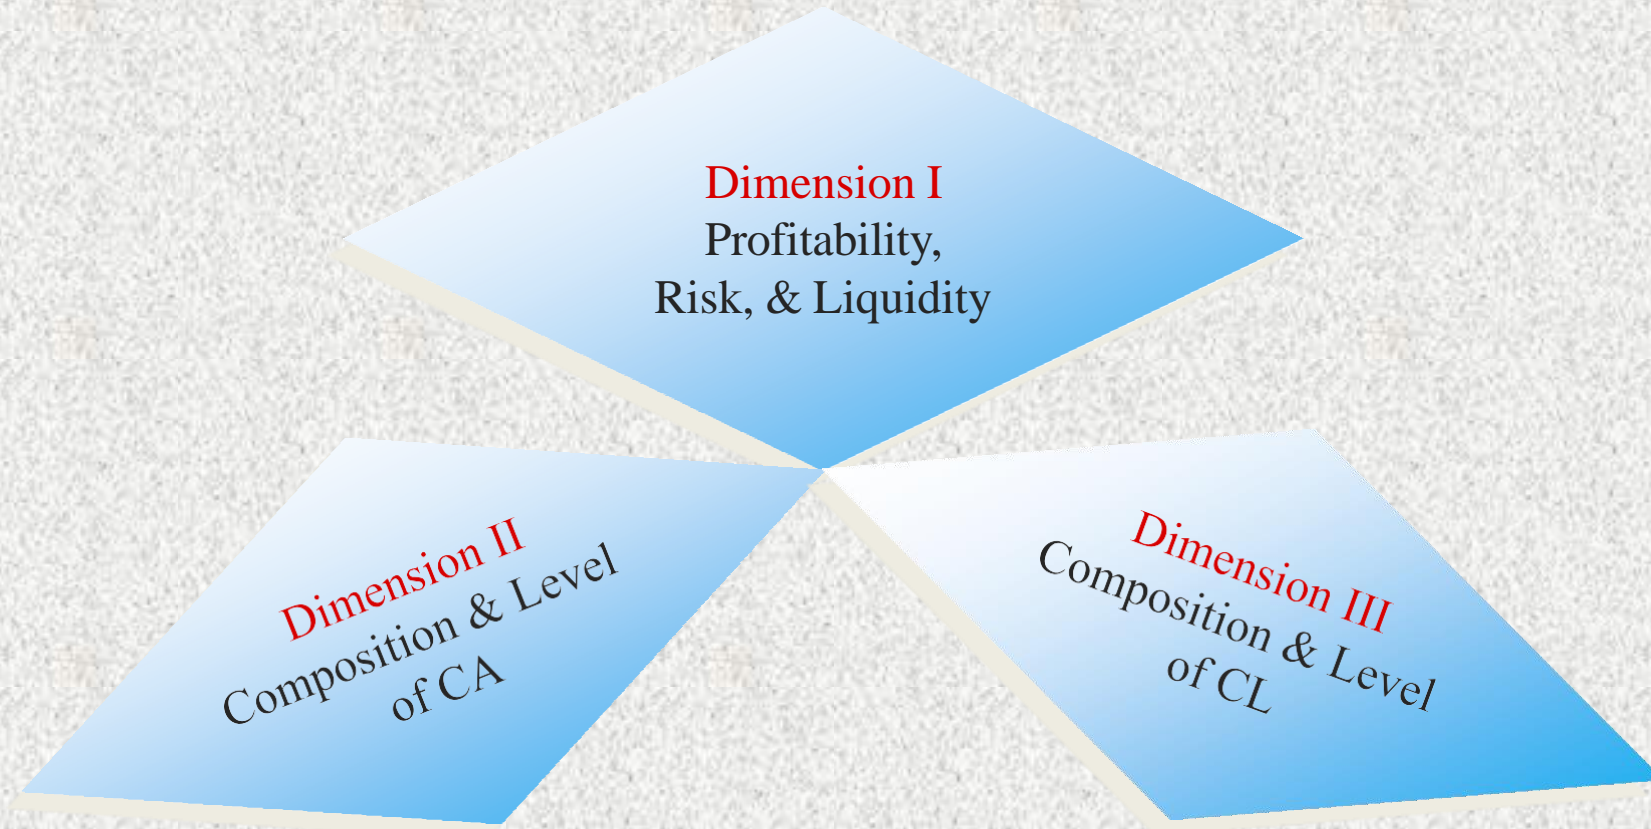 Dimension I
Profitability,
Risk, & Liquidity
Dimension II
Composition & Level
of CA
Dimension III
Composition & Level
of CL